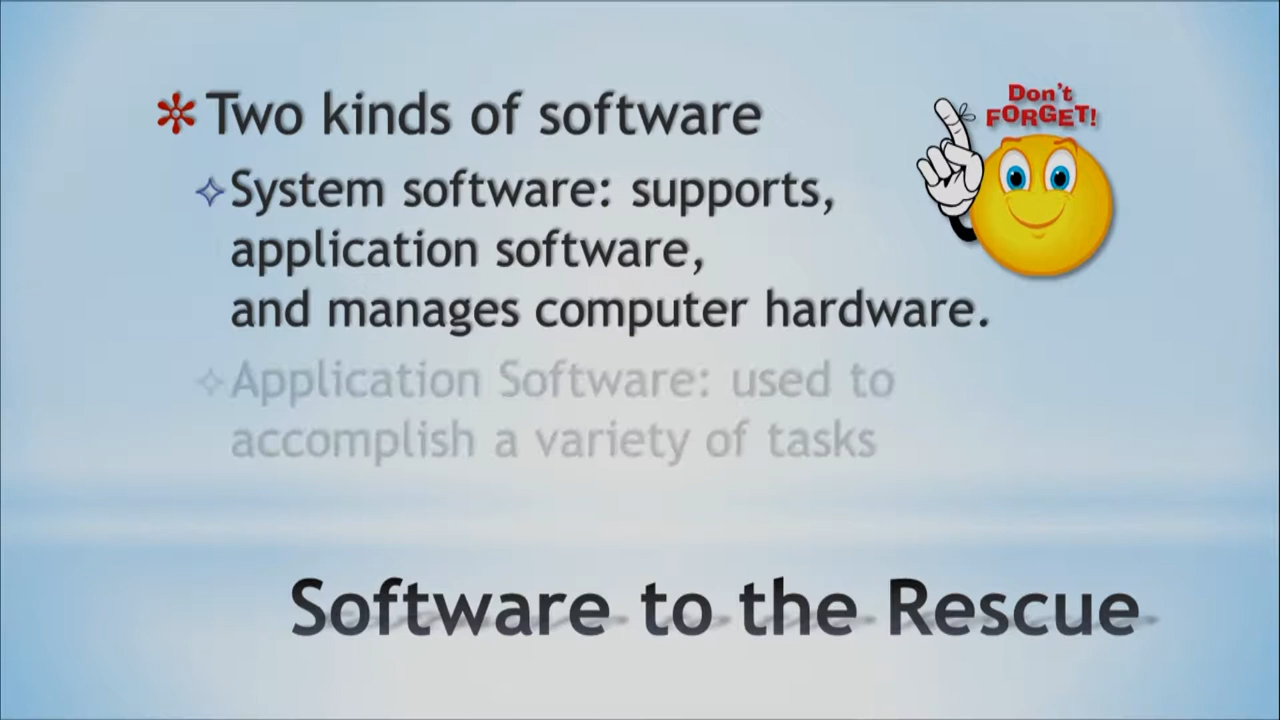 Two kinds of software
System software: supports,
application software,
and manages computer hardware.
Application Software: used to
accomplish a variety of tasks
Don't
FORGET!
Software to the Rescue